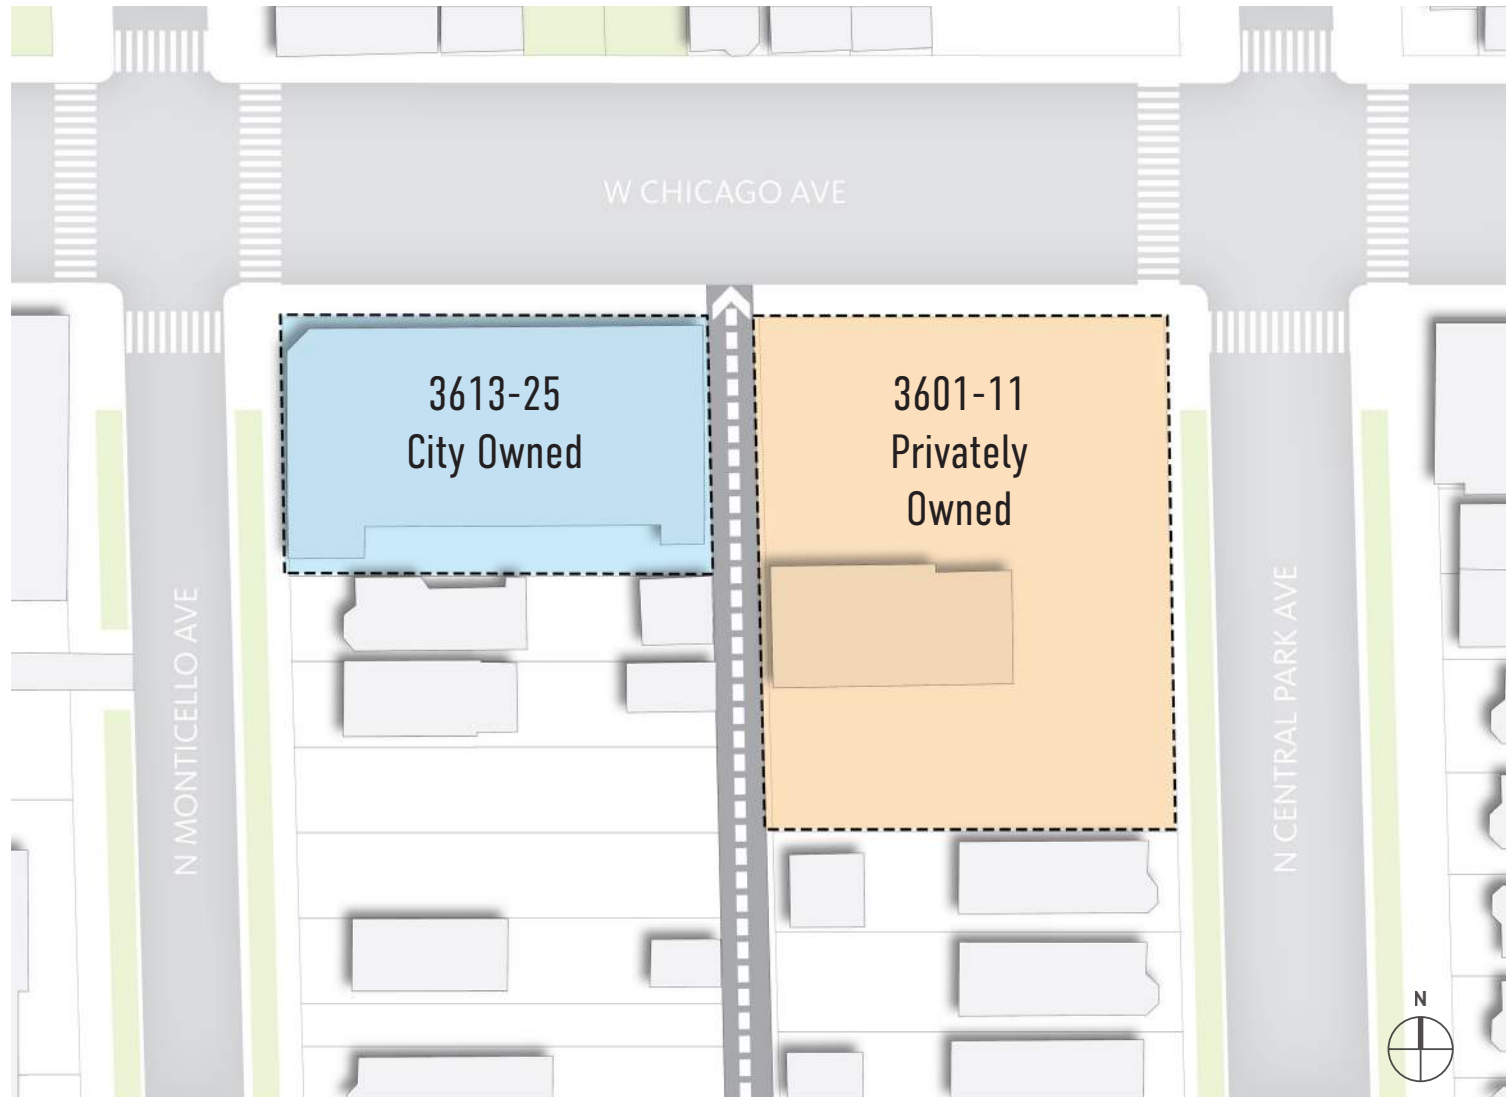 W CHICAGO AVE
3613-25
City Owned
3601-11
Privately
Owned
N MONTICELLO AVE
N CENTRAL PARK AVE
N